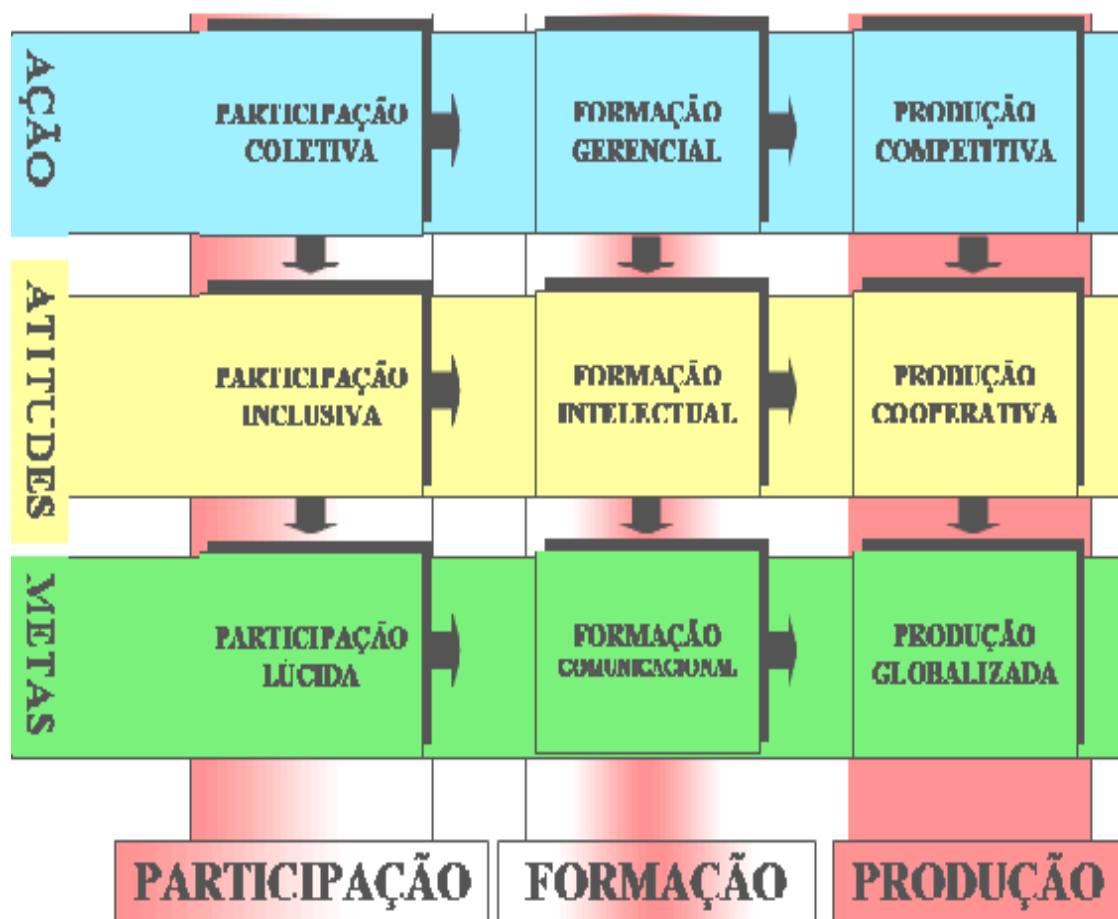 AÇÃO
PARTICIPAÇÃO
COLETIVA
FORMAÇÃO
GERENCIAL
PRODUÇÃO
COMPETITIVA
ATITUDES
PARTICIPAÇÃO
INCLUSIVA
FORMAÇÃO
INTELECTUAL
PRODUÇÃO
COOPERATIVA
METAS
PARTICIPAÇÃO
LÚCIDA
FORMAÇÃO
COMUNICACIONAL
PRODUÇÃO
GLOBALIZADA
PARTICIPAÇÃO
FORMAÇÃO
PRODUÇÃO